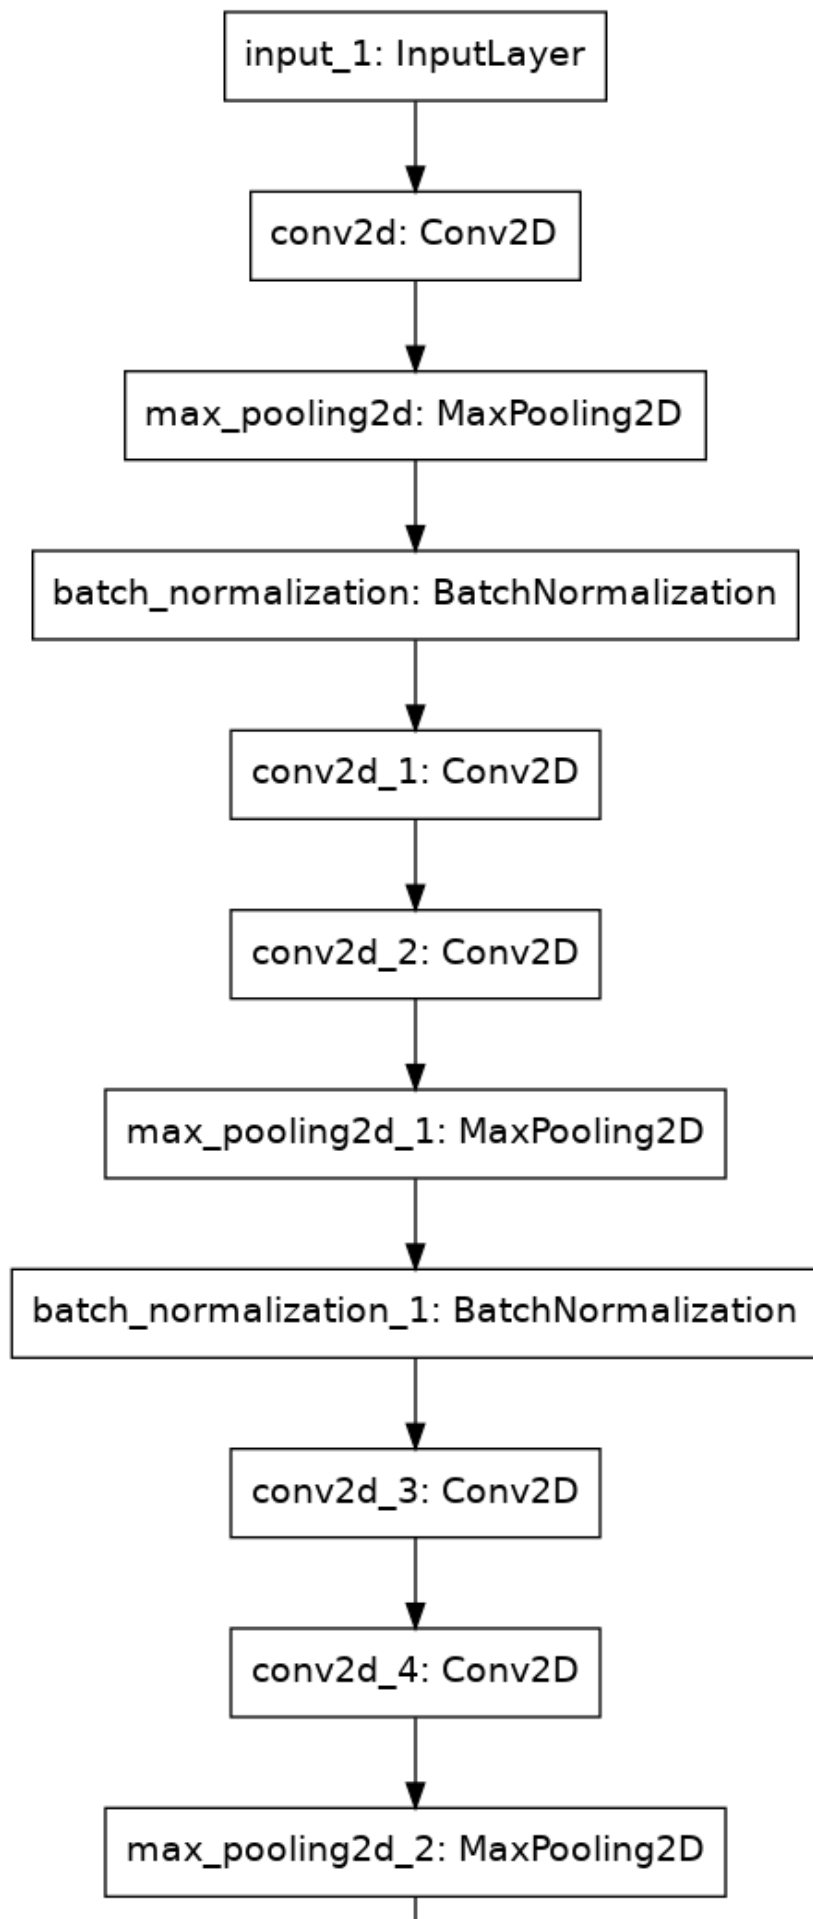 input_1: InputLayer
conv2d: Conv2D
max_pooling2d: MaxPooling2D
batch_normalization: BatchNormalization
conv2d_1: Conv2D
conv2d_2: Conv2D
max_pooling2d_1: MaxPooling2D
batch_normalization_1: BatchNormalization
conv2d_3: Conv2D
conv2d_4: Conv2D
max_pooling2d_2: MaxPooling2D